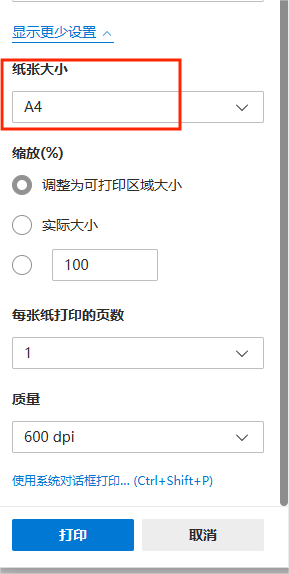 显示更少设置
纸张大小
A4
缩放(%)
调整为可打印区域大小
实际大小
100
每张纸打印的页数
1
质量
600 dpi
使用系统对话框打印... (Ctrl+Shift+P)
打印
取消